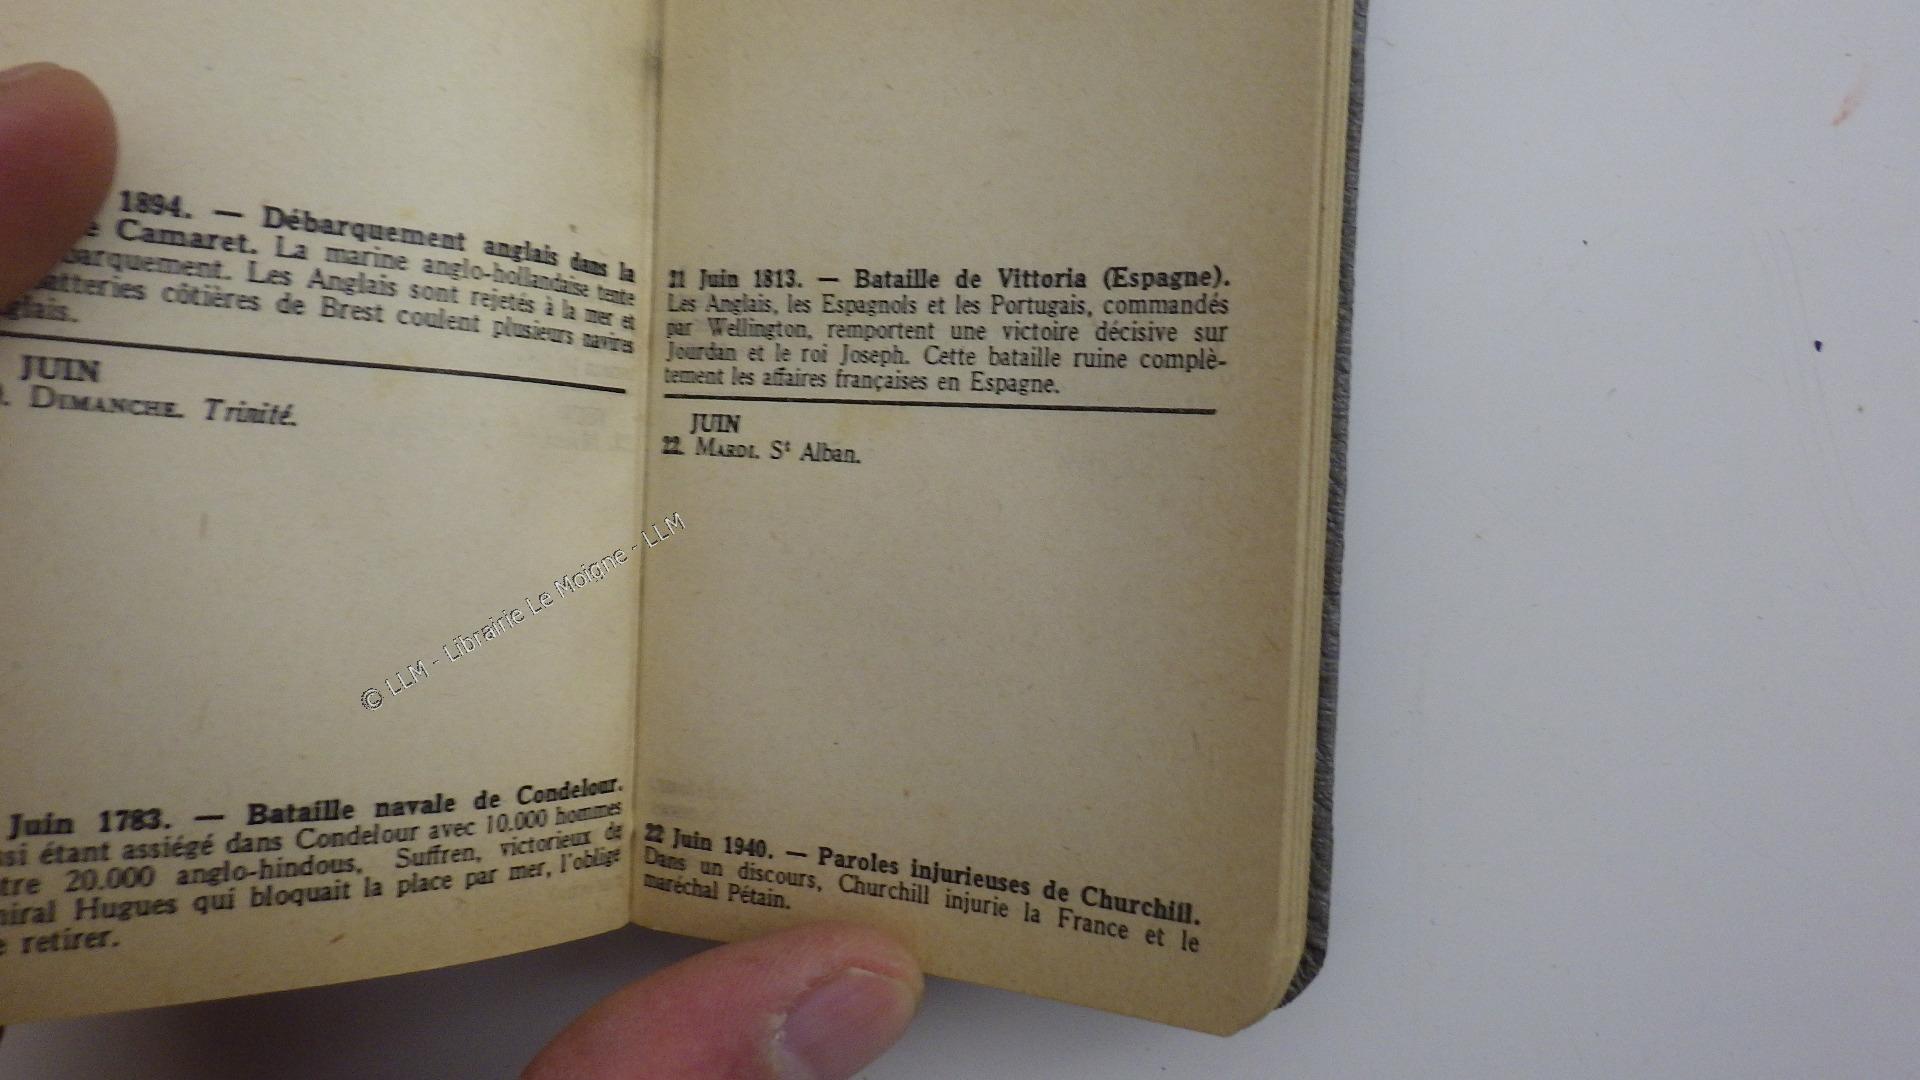 1894. — Débarquement anglais dans la
Camaret. La marine anglo-hollandaise tente
barquement. Les Anglais sont rejetés à la mer et
batteries côtières de Brest coulent plusieurs navires
glais.
JUIN
DIMANCHE. Trinité.
Juin 1783. — Bataille navale de Condelour.
ssi étant assiégé dans Condelour avec 10.000 hommes
tre 20.000 anglo-hindous, Suffren, victorieux de
miral Hugues qui bloquait la place par mer, l'oblige
retirer.
21 Juin 1813. — Bataille de Vittoria (Espagne).
Les Anglais, les Espagnols et les Portugais, commandés
par Wellington, remportent une victoire décisive sur
Jourdan et le roi Joseph. Cette bataille ruine complè-
tement les affaires françaises en Espagne.
JUIN
22. MARDI. St Alban.
22 Juin 1940. — Paroles injurieuses de Churchill.
Dans un discours, Churchill injurie la France et le
maréchal Pétain.
© LLM - Librairie Le Moigne - LLM